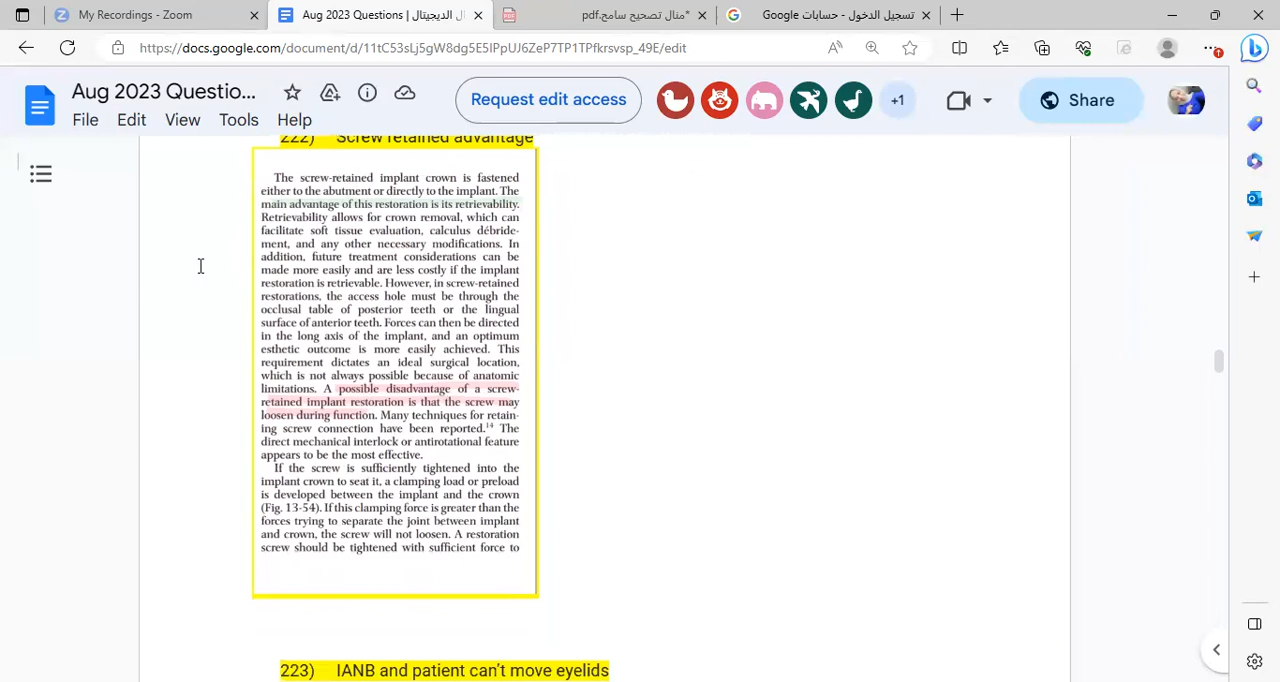 My Recordings - Zoom
Aug 2023 Questions | ال الديجيتال
منال تصحيح سامح.pdf*
تسجيل الدخول - حسابات Google
https://docs.google.com/document/d/11tC53sLj5gW8dg5E5IPpUJ6ZeP7TP1TPfkrsvsp_49E/edit
Aug 2023 Questio...
Request edit access
+1
Share
File Edit View Tools Help
222) Screw retained advantage
The screw-retained implant crown is fastened
either to the abutment or directly to the implant. The
main advantage of this restoration is its retrievability.
Retrievability allows for crown removal, which can
facilitate soft tissue evaluation, calculus débride-
ment, and any other necessary modifications. In
addition, future treatment considerations can be
made more easily and are less costly if the implant
restoration is retrievable. However, in screw-retained
restorations, the access hole must be through the
occlusal table of posterior teeth or the lingual
surface of anterior teeth. Forces can then be directed
in the long axis of the implant, and an optimum
esthetic outcome is more easily achieved. This
requirement dictates an ideal surgical location,
which is not always possible because of anatomic
limitations. A possible disadvantage of a screw-
retained implant restoration is that the screw may
loosen during function. Many techniques for retain-
ing screw connection have been reported.14 The
direct mechanical interlock or antirotational feature
appears to be the most effective.
If the screw is sufficiently tightened into the
implant crown to seat it, a clamping load or preload
is developed between the implant and the crown
(Fig. 13-54). If this clamping force is greater than the
forces trying to separate the joint between implant
and crown, the screw will not loosen. A restoration
screw should be tightened with sufficient force to
223) IANB and patient can't move eyelids